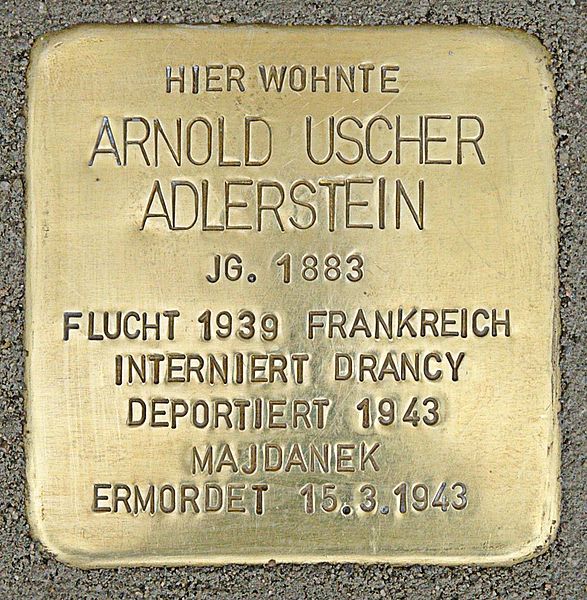 HIER WOHNTE
ARNOLD USCHER
ADLERSTEIN
JG. 1883
FLUCHT 1939 FRANKREICH
INTERNIERT DRANCY
DEPORTIERT 1943
MAJDANEK
ERMORDET 15.3.1943